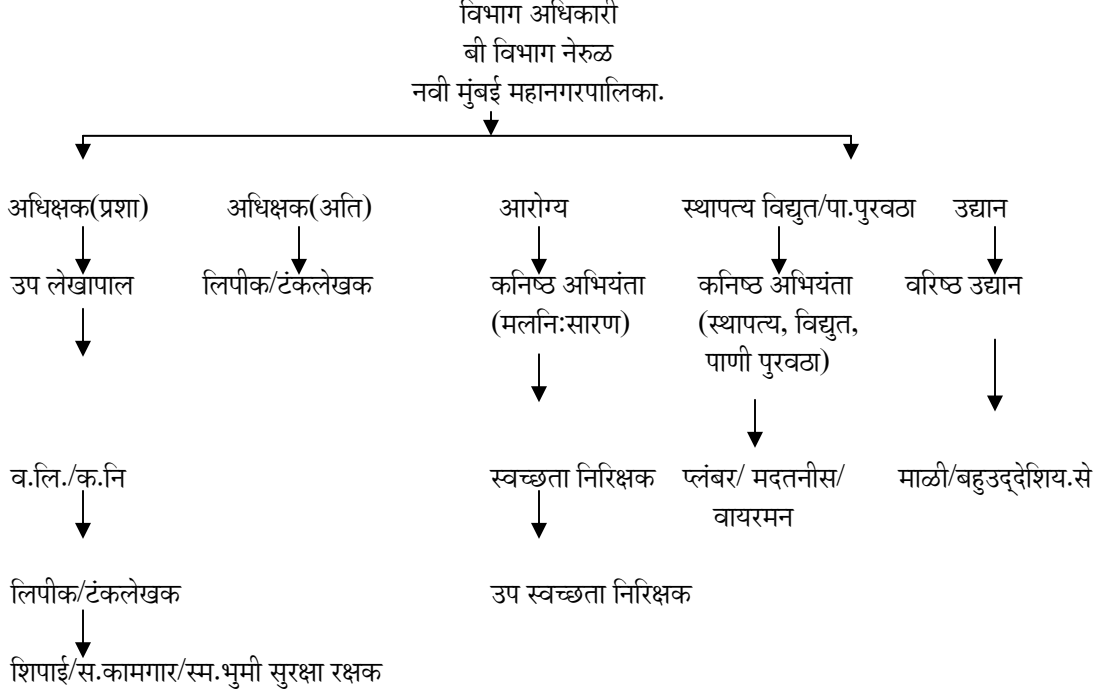 विभाग अधिकारी
बी विभाग नेरुळ
नवी मुंबई महानगरपालिका.
अधिक्षक(प्रशा) अधिक्षक(अति) आरोग्य स्थापत्य विद्युत/पा.पुरवठा उद्यान
उप लेखापाल लिपीक/टंकलेखक कनिष्ठ अभियंता कनिष्ठ अभियंता वरिष्ठ उद्यान
(मलनि:सारण) (स्थापत्य, विद्युत,
पाणी पुरवठा)
व.लि./क.नि स्वच्छता निरिक्षक प्लंबर/ मदतनीस/ माळी/बहुउद्देशिय.से
वायरमन
लिपीक/टंकलेखक उप स्वच्छता निरिक्षक
शिपाई/स.कामगार/स्म.भुमी सुरक्षा रक्षक